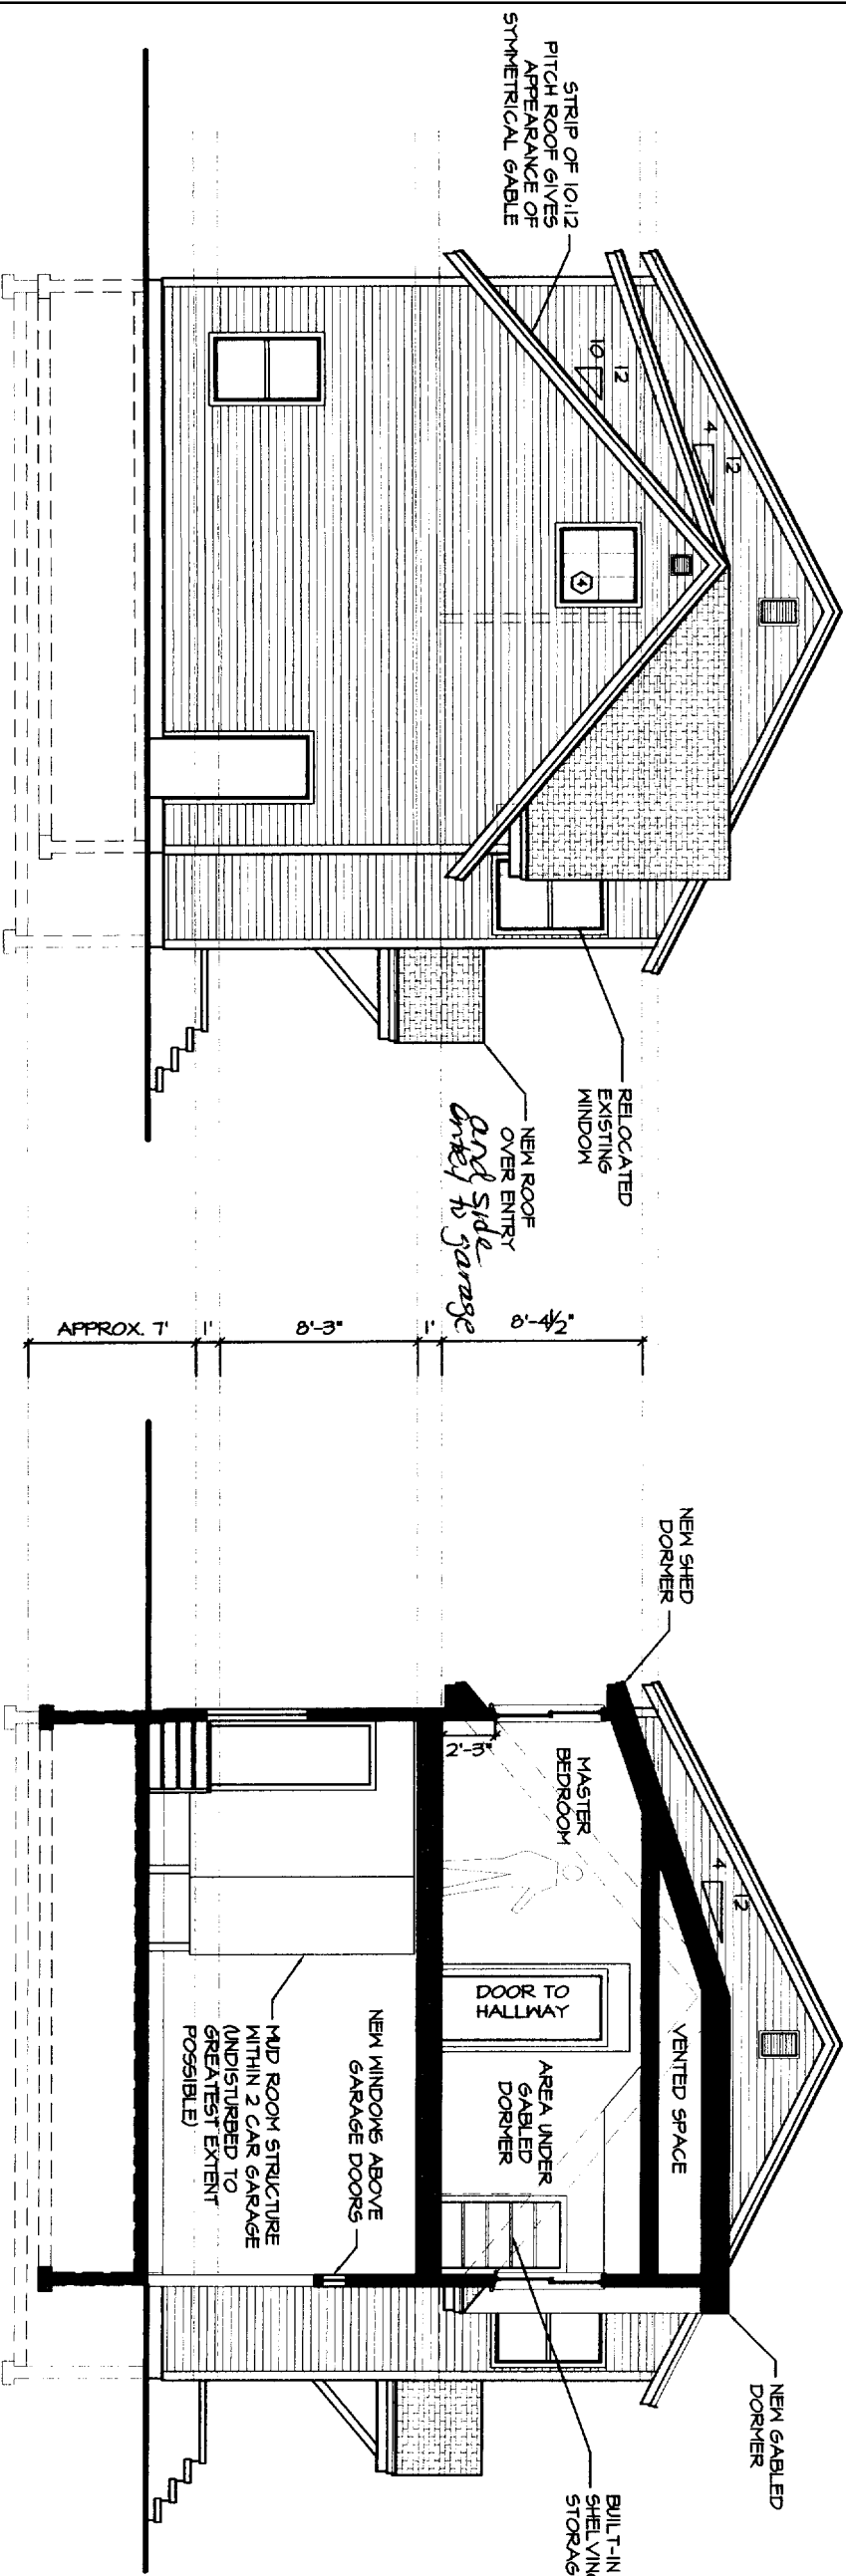 STRIP OF 10:12
PITCH ROOF GIVES
APPEARANCE OF
SYMMETRICAL GABLE
12
10
12
4
4
RELOCATED
EXISTING
WINDOW
NEW ROOF
OVER ENTRY
and side
entry to garage
8'-4½"
1'
8'-3"
1'
APPROX. 7'
NEW SHED
DORMER
12
4
2'-3"
MASTER
BEDROOM
VENTED SPACE
DOOR TO
HALLWAY
AREA UNDER
GABLED
DORMER
NEW GABLED
DORMER
BUILT-IN
SHELVING
STORAG
NEW WINDOWS ABOVE
GARAGE DOORS
MUD ROOM STRUCTURE
WITHIN 2 CAR GARAGE
(UNDISTURBED TO
GREATEST EXTENT
POSSIBLE)